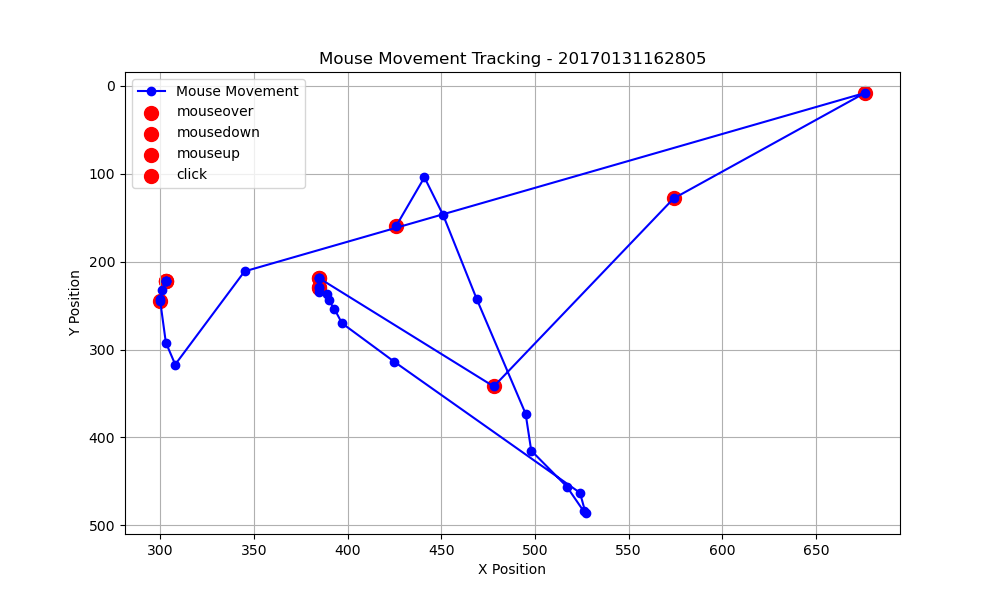 Mouse Movement Tracking - 20170131162805
Mouse Movement
mouseover
mousedown
mouseup
click
0
100
200
300
400
500
Y Position
300 350 400 450 500 550 600 650
X Position